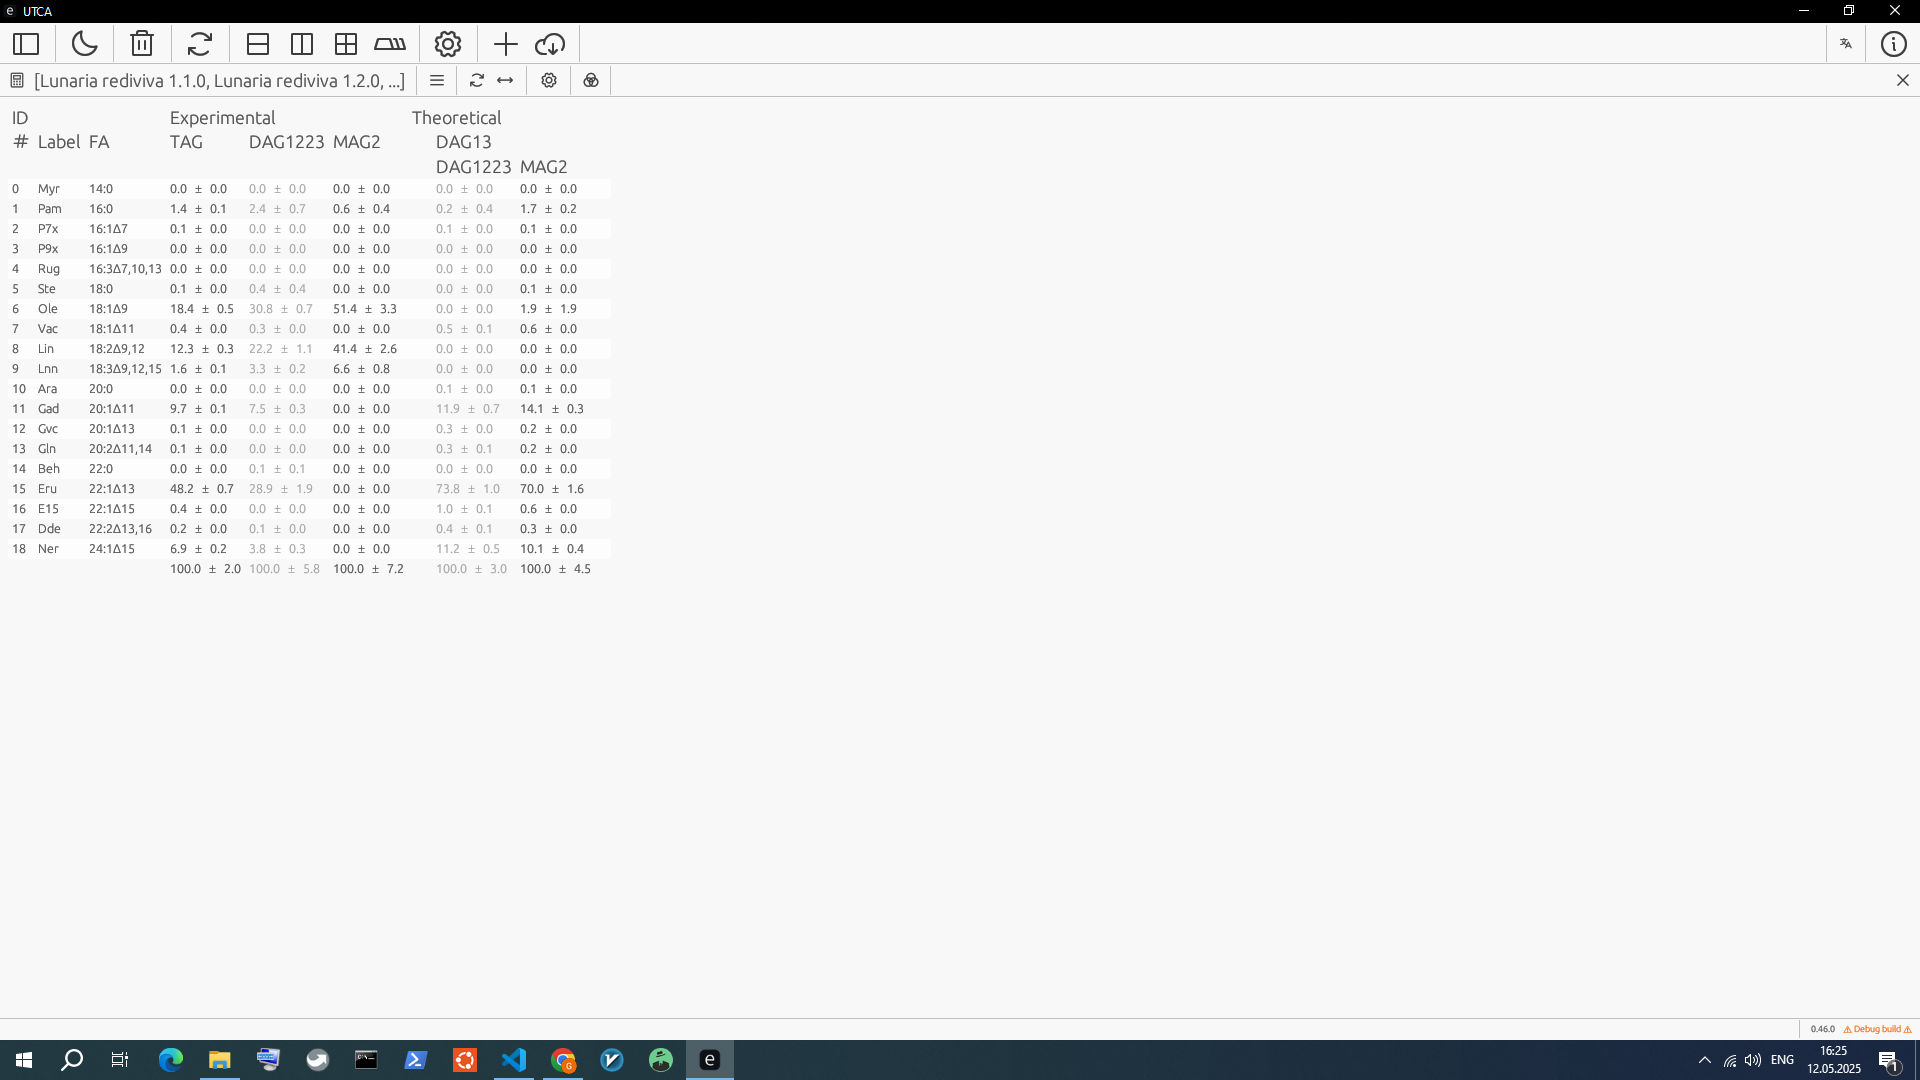 UTCA
[Lunaria rediviva 1.1.0, Lunaria rediviva 1.2.0, ...]
ID Experimental Theoretical
# Label FA TAG DAG1223 MAG2 DAG13
DAG1223 MAG2
0 Myr 14:0 0.0 ± 0.0 0.0 ± 0.0 0.0 ± 0.0 0.0 ± 0.0 0.0 ± 0.0
1 Pam 16:0 1.4 ± 0.1 2.4 ± 0.7 0.6 ± 0.4 0.2 ± 0.4 1.7 ± 0.2
2 P7x 16:1Δ7 0.1 ± 0.0 0.0 ± 0.0 0.0 ± 0.0 0.1 ± 0.0 0.1 ± 0.0
3 P9x 16:1Δ9 0.0 ± 0.0 0.0 ± 0.0 0.0 ± 0.0 0.0 ± 0.0 0.0 ± 0.0
4 Rug 16:3Δ7,10,13 0.0 ± 0.0 0.0 ± 0.0 0.0 ± 0.0 0.0 ± 0.0 0.0 ± 0.0
5 Ste 18:0 0.1 ± 0.0 0.4 ± 0.4 0.0 ± 0.0 0.0 ± 0.0 0.1 ± 0.0
6 Ole 18:1Δ9 18.4 ± 0.5 30.8 ± 0.7 51.4 ± 3.3 0.0 ± 0.0 1.9 ± 1.9
7 Vac 18:1Δ11 0.4 ± 0.0 0.3 ± 0.0 0.0 ± 0.0 0.5 ± 0.1 0.6 ± 0.0
8 Lin 18:2Δ9,12 12.3 ± 0.3 22.2 ± 1.1 41.4 ± 2.6 0.0 ± 0.0 0.0 ± 0.0
9 Lnn 18:3Δ9,12,15 1.6 ± 0.1 3.3 ± 0.2 6.6 ± 0.8 0.0 ± 0.0 0.0 ± 0.0
10 Ara 20:0 0.0 ± 0.0 0.0 ± 0.0 0.0 ± 0.0 0.1 ± 0.0 0.1 ± 0.0
11 Gad 20:1Δ11 9.7 ± 0.1 7.5 ± 0.3 0.0 ± 0.0 11.9 ± 0.7 14.1 ± 0.3
12 Gvc 20:1Δ13 0.1 ± 0.0 0.0 ± 0.0 0.0 ± 0.0 0.3 ± 0.0 0.2 ± 0.0
13 Gln 20:2Δ11,14 0.1 ± 0.0 0.0 ± 0.0 0.0 ± 0.0 0.3 ± 0.1 0.2 ± 0.0
14 Beh 22:0 0.0 ± 0.0 0.1 ± 0.1 0.0 ± 0.0 0.0 ± 0.0 0.0 ± 0.0
15 Eru 22:1Δ13 48.2 ± 0.7 28.9 ± 1.9 0.0 ± 0.0 73.8 ± 1.0 70.0 ± 1.6
16 E15 22:1Δ15 0.4 ± 0.0 0.0 ± 0.0 0.0 ± 0.0 1.0 ± 0.1 0.6 ± 0.0
17 Dde 22:2Δ13,16 0.2 ± 0.0 0.1 ± 0.0 0.0 ± 0.0 0.4 ± 0.1 0.3 ± 0.0
18 Ner 24:1Δ15 6.9 ± 0.2 3.8 ± 0.3 0.0 ± 0.0 11.2 ± 0.5 10.1 ± 0.4
100.0 ± 2.0 100.0 ± 5.8 100.0 ± 7.2 100.0 ± 3.0 100.0 ± 4.5
0.46.0 ⚠ Debug build ⚠
ENG 16:25
12.05.2025 1